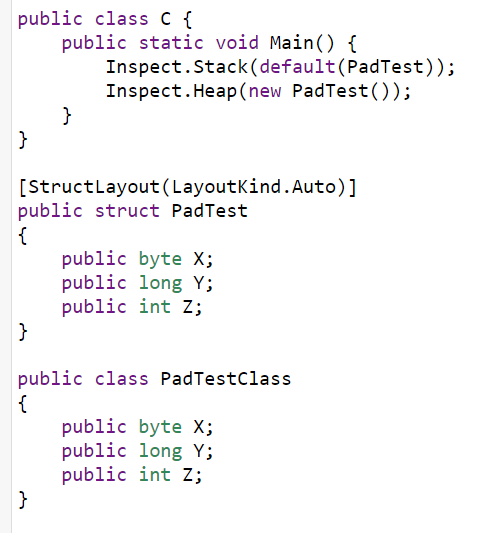 public class C {
    public static void Main() {
        Inspect.Stack(default(PadTest));
        Inspect.Heap(new PadTest());
    }
}

[StructLayout(LayoutKind.Auto)]
public struct PadTest
{
    public byte X;
    public long Y;
    public int Z;
}

public class PadTestClass
{
    public byte X;
    public long Y;
    public int Z;
}